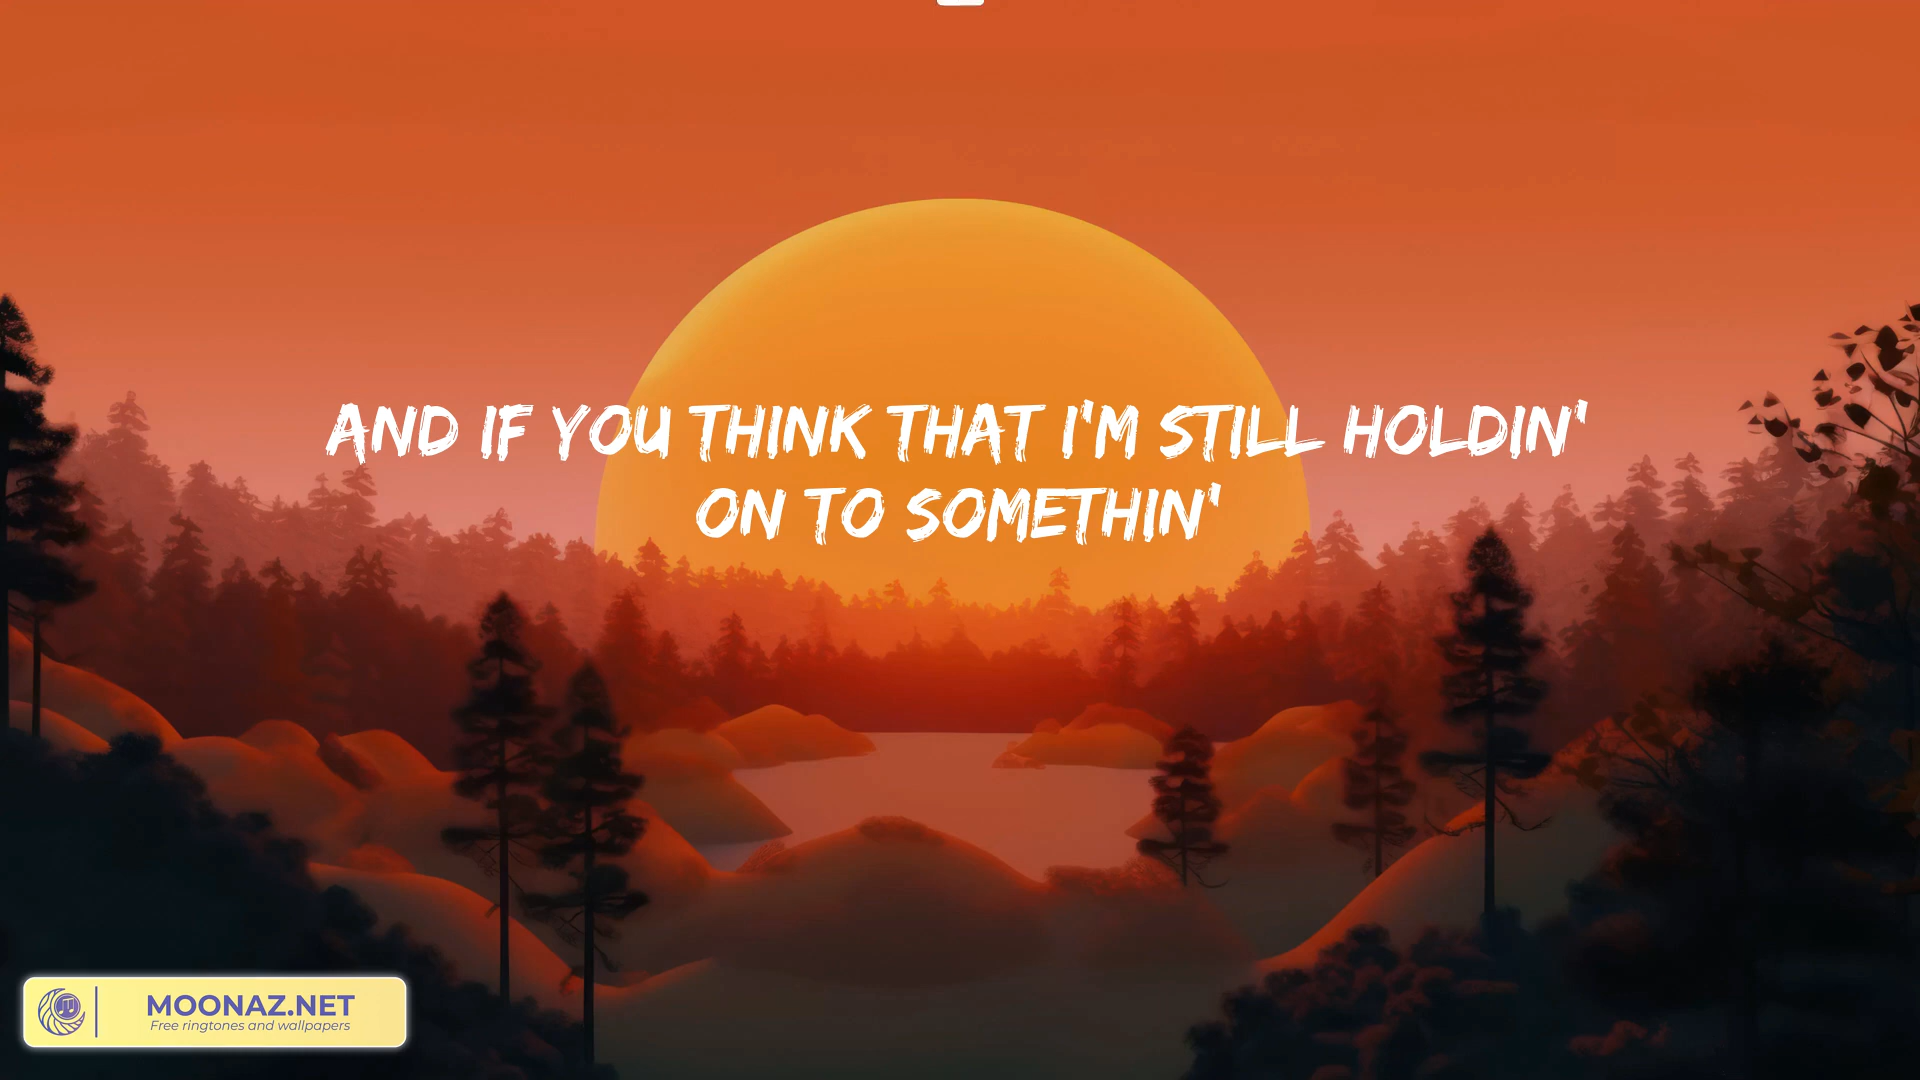 AND IF YOU THINK THAT I'M STILL HOLDIN'
ON TO SOMETHIN'
MOONAZ.NET
Free ringtones and wallpapers